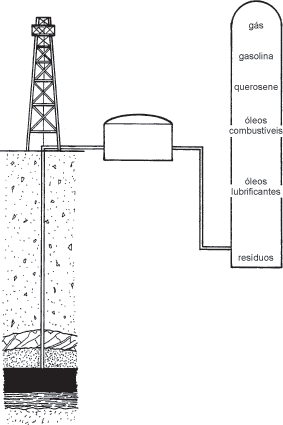 gás
gasolina
querosene
óleos
combustíveis
óleos
lubrificantes
resíduos